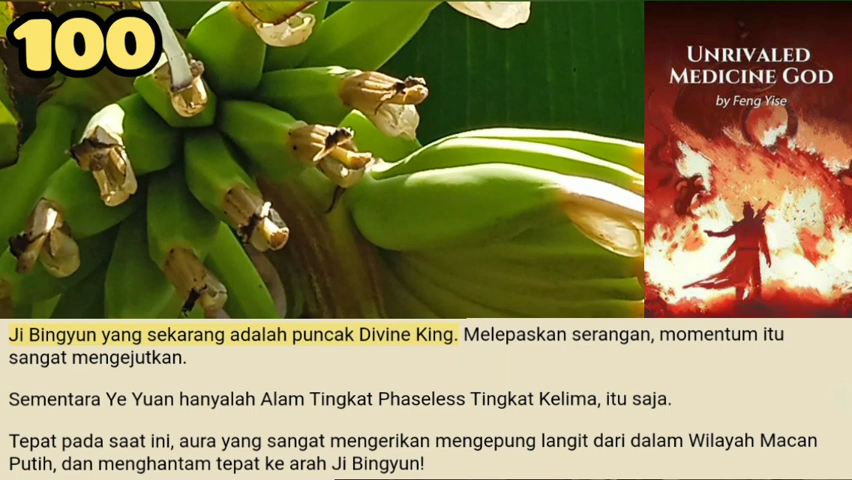 100
UNRIVALED
MEDICINE GOD
by Feng Yise
Ji Bingyun yang sekarang adalah puncak Divine King. Melepaskan serangan, momentum itu
sangat mengejutkan.
Sementara Ye Yuan hanyalah Alam Tingkat Phaseless Tingkat Kelima, itu saja.
Tepat pada saat ini, aura yang sangat mengerikan mengepung langit dari dalam Wilayah Macan
Putih, dan menghantam tepat ke arah Ji Bingyun!